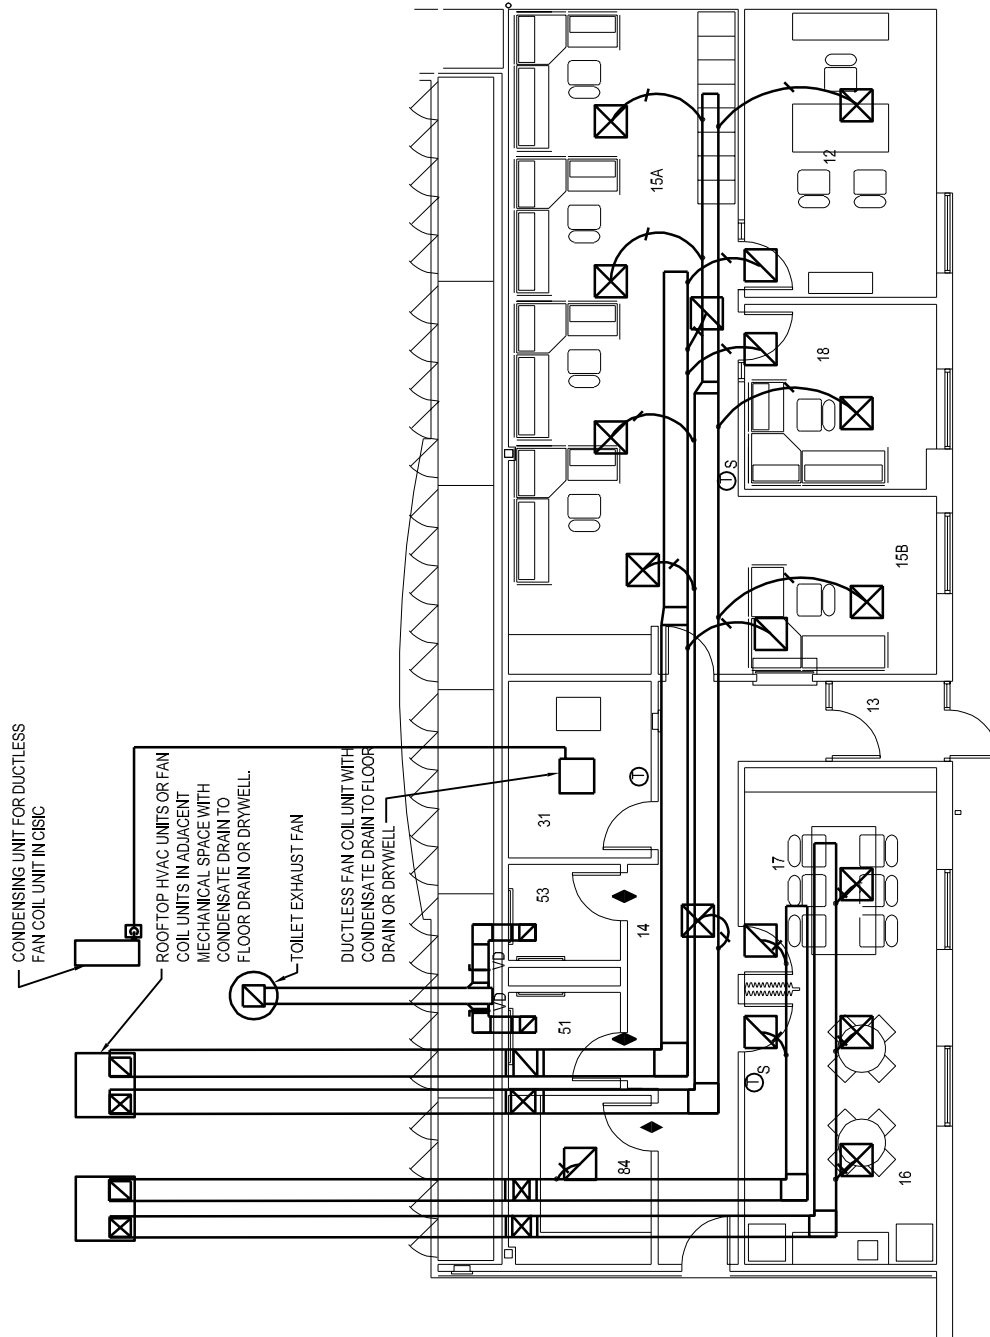 CONDENSING UNIT FOR DUCTLESS
FAN COIL UNIT IN CISIC
ROOFTOP HVAC UNITS OR FAN
COIL UNITS IN ADJACENT
MECHANICAL SPACE WITH
CONDENSATE DRAIN TO
FLOOR DRAIN OR DRYWELL.
TOILET EXHAUST FAN
DUCTLESS FAN COIL UNIT WITH
CONDENSATE DRAIN TO FLOOR
DRAIN OR DRYWELL
VD
VD
51
53
31
84
14
15A
T
T S
T S
17
16
13
15B
18
12